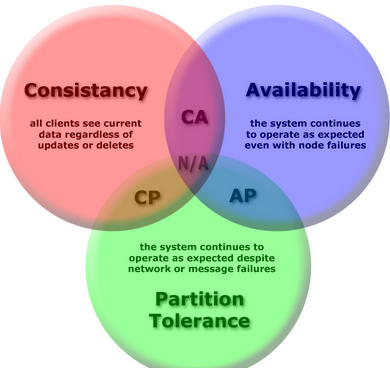 Consistancy
all clients see current
data regardless of
updates or deletes
Availability
the system continues
to operate as expected
even with node failures
CA
N/A
CP
AP
the system continues to
operate as expected despite
network or message failures
Partition
Tolerance